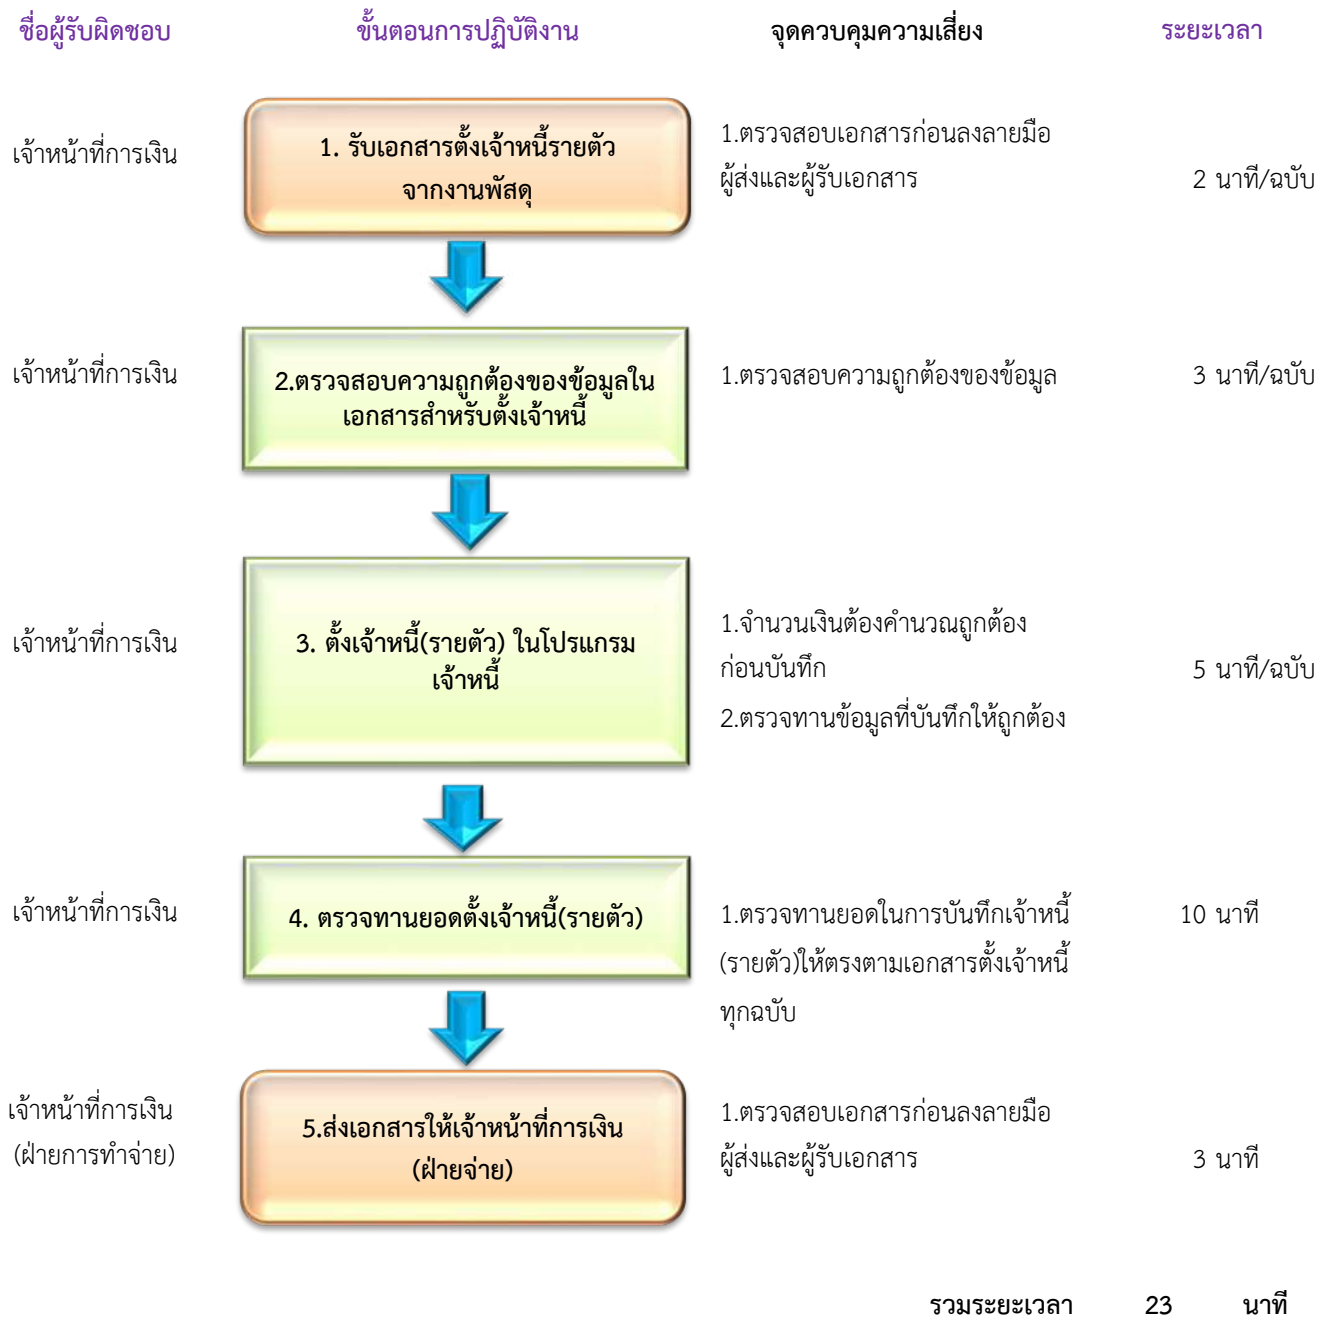 ชื่อผู้รับผิดชอบ ขั้นตอนการปฏิบัติงาน จุดควบคุมความเสี่ยง ระยะเวลา
เจ้าหน้าที่การเงิน
1. รับเอกสารตั้งเจ้าหนี้รายตัว
จากงานพัสดุ
1.ตรวจสอบเอกสารก่อนลงลายมือ
ผู้ส่งและผู้รับเอกสาร
2 นาที/ฉบับ
เจ้าหน้าที่การเงิน
2.ตรวจสอบความถูกต้องของข้อมูลใน
เอกสารสำหรับตั้งเจ้าหนี้
1.ตรวจสอบความถูกต้องของข้อมูล
3 นาที/ฉบับ
เจ้าหน้าที่การเงิน
3. ตั้งเจ้าหนี้(รายตัว) ในโปรแกรม
เจ้าหนี้
1.จำนวนเงินต้องคำนวณถูกต้อง
ก่อนบันทึก
2.ตรวจทานข้อมูลที่บันทึกให้ถูกต้อง
5 นาที/ฉบับ
เจ้าหน้าที่การเงิน
4. ตรวจทานยอดตั้งเจ้าหนี้(รายตัว)
1.ตรวจทานยอดในการบันทึกเจ้าหนี้
(รายตัว)ให้ตรงตามเอกสารตั้งเจ้าหนี้
ทุกฉบับ
10 นาที
เจ้าหน้าที่การเงิน
(ฝ่ายการทำจ่าย)
5.ส่งเอกสารให้เจ้าหน้าที่การเงิน
(ฝ่ายจ่าย)
1.ตรวจสอบเอกสารก่อนลงลายมือ
ผู้ส่งและผู้รับเอกสาร
3 นาที
รวมระยะเวลา 23 นาที